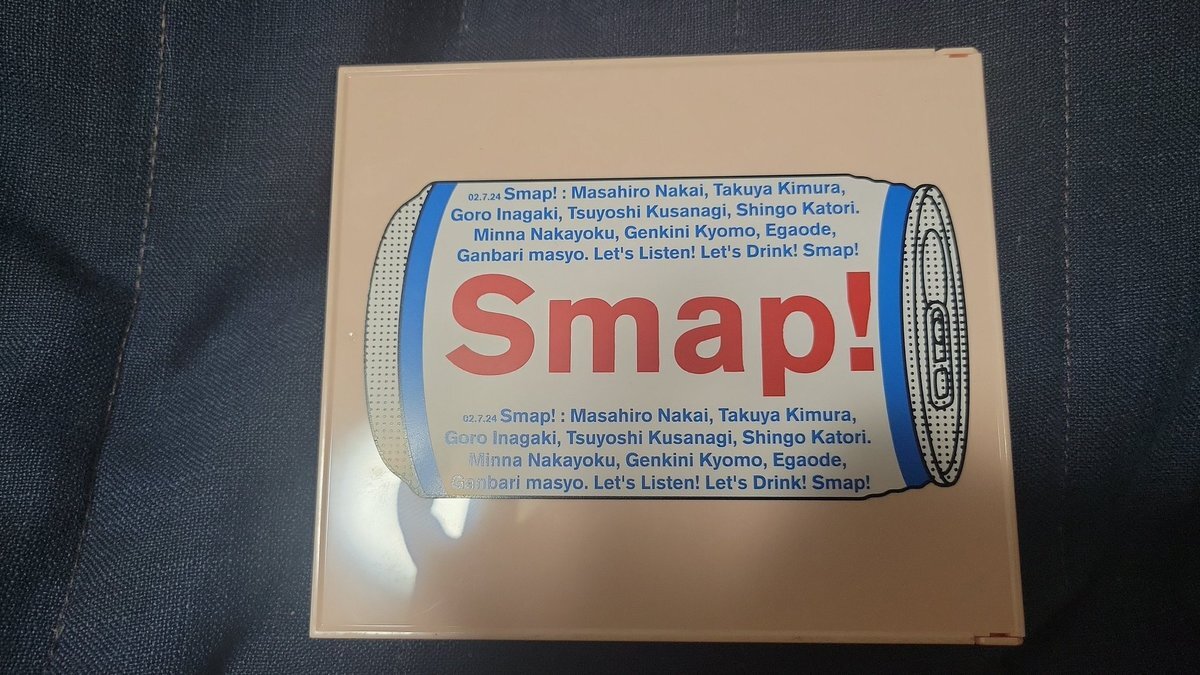 02.7.24 Smap! : Masahiro Nakai, Takuya Kimura,
Goro Inagaki, Tsuyoshi Kusanagi, Shingo Katori.
Minna Nakayoku, Genkini Kyomo, Egaode,
Ganbari masyo. Let's Listen! Let's Drink! Smap!
Smap!
02.7.24 Smap! : Masahiro Nakai, Takuya Kimura,
Goro Inagaki, Tsuyoshi Kusanagi, Shingo Katori.
Minna Nakayoku, Genkini Kyomo, Egaode,
Ganbari masyo. Let's Listen! Let's Drink! Smap!